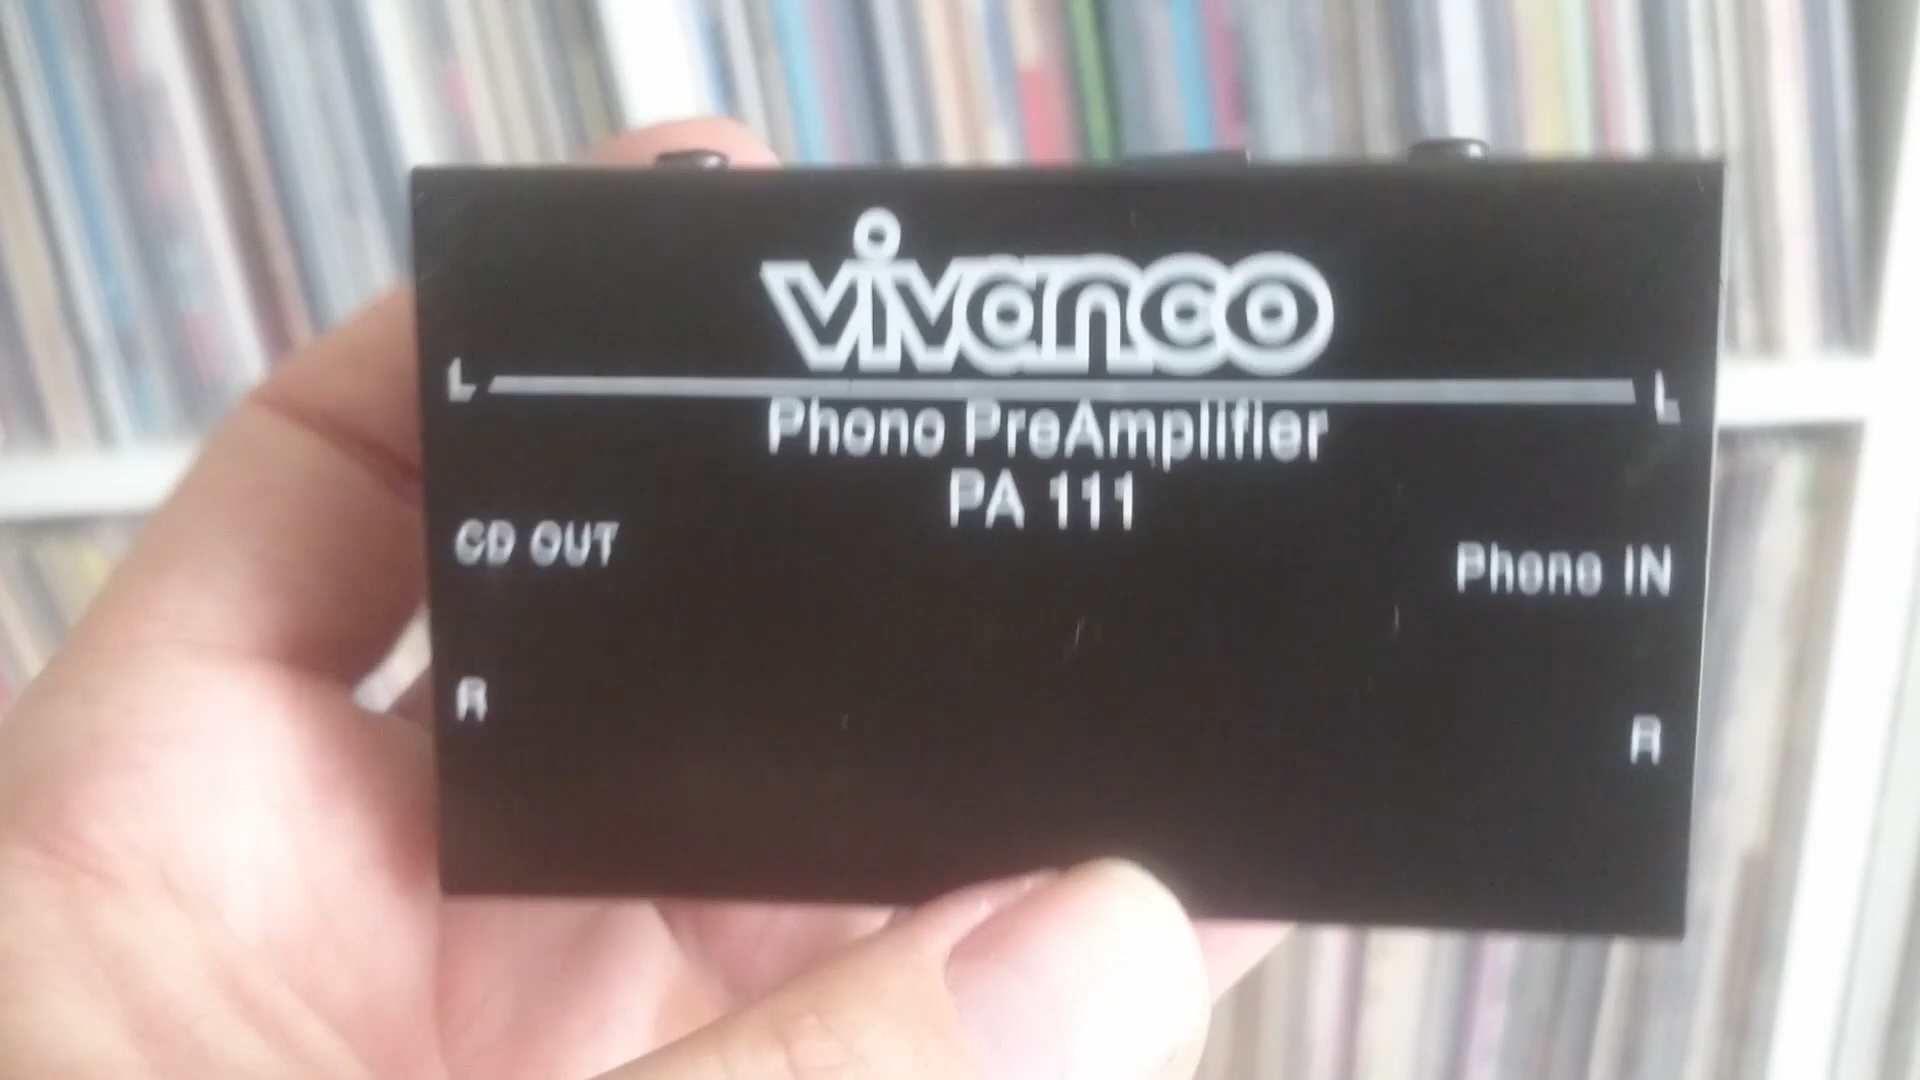 vivanco
L L
Phono PreAmplifier
PA 111
CD OUT Phono IN
R R